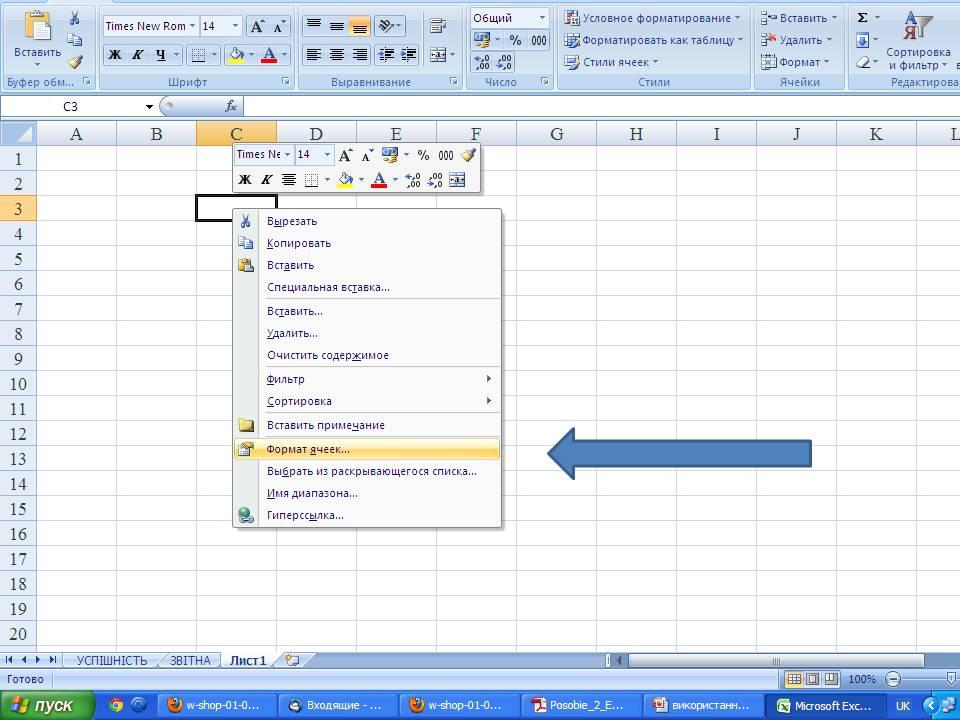 Times New Rom 14
Общий
Условное форматирование
Вставить
Σ
Вставить
% 000
Форматировать как таблицу
Удалить
Сортировка
и фильтр
Ж К Ч
А
Стили ячеек
Формат
Буфер обм...
Шрифт
Выравнивание
Число
Стили
Ячейки
Редактирова
C3
fx
A B C D E F G H I J K L
1
2
3
4
5
6
7
8
9
10
11
12
13
14
15
16
17
18
19
20
Times Ne 14 % 000
Ж К
Вырезать
Копировать
Вставить
Специальная вставка...
Вставить...
Удалить...
Очистить содержимое
Фильтр
Сортировка
Вставить примечание
Формат ячеек...
Выбрать из раскрывающегося списка...
Имя диапазона...
Гиперссылка...
УСПІШНІСТЬ ЗВІТНА Лист1
Готово
100%
пуск
w-shop-01-0...
Входящие - ...
w-shop-01-0...
Posobie_2_E...
використанн...
Microsoft Exc...
UK